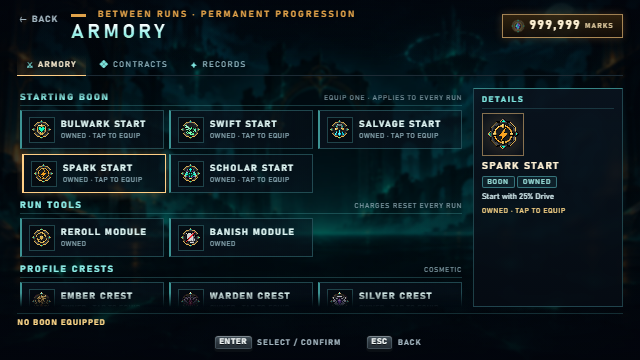 ← BACK
BETWEEN RUNS · PERMANENT PROGRESSION
ARMORY
999,999 MARKS
ARMORY
CONTRACTS
RECORDS
STARTING BOON
EQUIP ONE · APPLIES TO EVERY RUN
BULWARK START
OWNED · TAP TO EQUIP
SWIFT START
OWNED · TAP TO EQUIP
SALVAGE START
OWNED · TAP TO EQUIP
SPARK START
OWNED · TAP TO EQUIP
SCHOLAR START
OWNED · TAP TO EQUIP
RUN TOOLS
CHARGES RESET EVERY RUN
REROLL MODULE
OWNED
BANISH MODULE
OWNED
PROFILE CRESTS
COSMETIC
EMBER CREST
WARDEN CREST
SILVER CREST
DETAILS
SPARK START
BOON OWNED
Start with 25% Drive
OWNED · TAP TO EQUIP
NO BOON EQUIPPED
ENTER SELECT / CONFIRM
ESC BACK